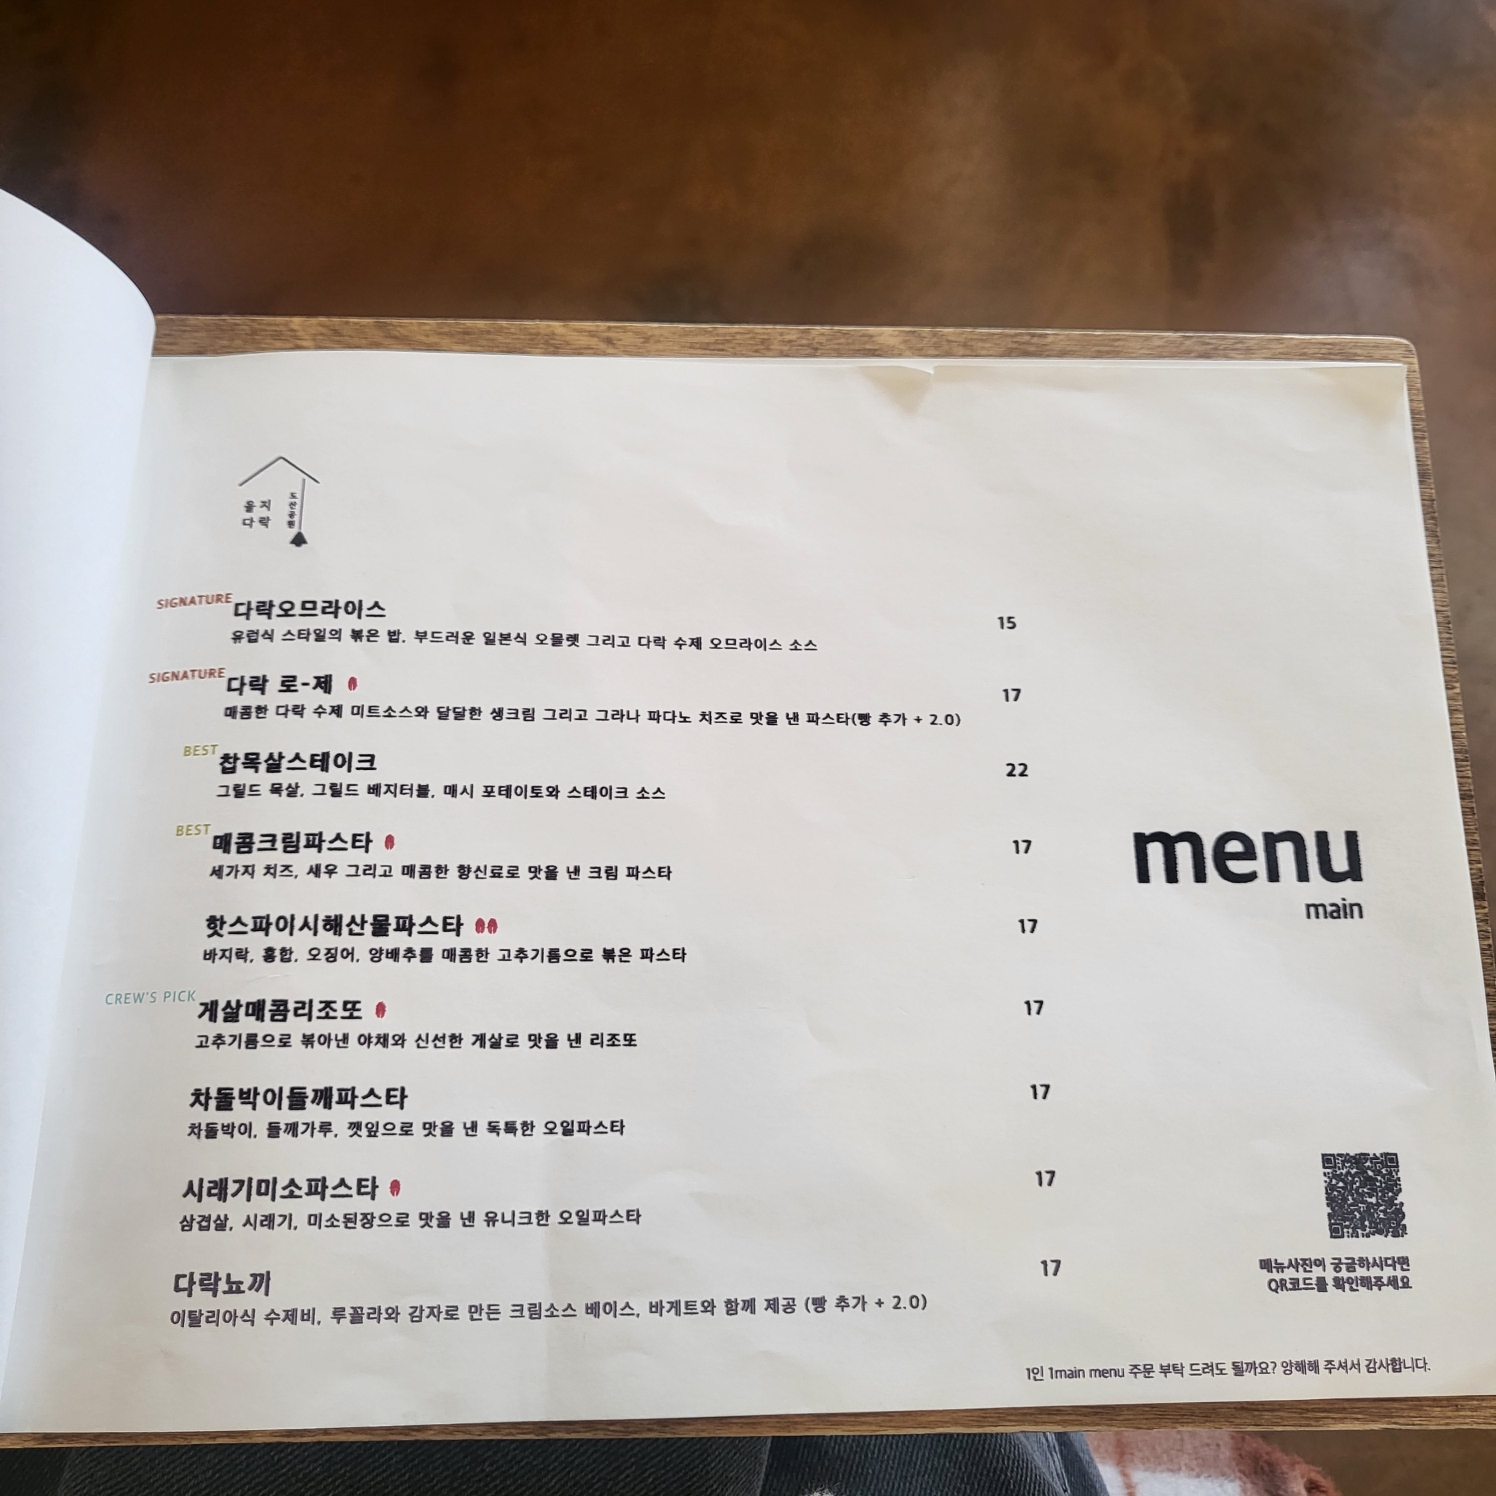 을지
다락
도산공원
SIGNATURE 다락오므라이스 15
유럽식 스타일의 볶은 밥, 부드러운 일본식 오믈렛 그리고 다락 수제 오므라이스 소스
SIGNATURE 다락 로-제 17
매콤한 다락 수제 미트소스와 달달한 생크림 그리고 그라나 파다노 치즈로 맛을 낸 파스타(빵 추가 + 2.0)
BEST 찹목살스테이크 22
그릴드 목살, 그릴드 베지터블, 매시 포테이토와 스테이크 소스
BEST 매콤크림파스타 17
세가지 치즈, 새우 그리고 매콤한 향신료로 맛을 낸 크림 파스타
핫스파이시해산물파스타 17
바지락, 홍합, 오징어, 양배추를 매콤한 고추기름으로 볶은 파스타
CREW'S PICK 게살매콤리조또 17
고추기름으로 볶아낸 야채와 신선한 게살로 맛을 낸 리조또
차돌박이들깨파스타 17
차돌박이, 들깨가루, 깻잎으로 맛을 낸 독특한 오일파스타
시래기미소파스타 17
삼겹살, 시래기, 미소된장으로 맛을 낸 유니크한 오일파스타
다락뇨끼 17
이탈리아식 수제비, 루꼴라와 감자로 만든 크림소스 베이스, 바게트와 함께 제공 (빵 추가 + 2.0)
menu
main
메뉴사진이 궁금하시다면
QR코드를 확인해주세요
1인 1main menu 주문 부탁 드려도 될까요? 양해해 주셔서 감사합니다.